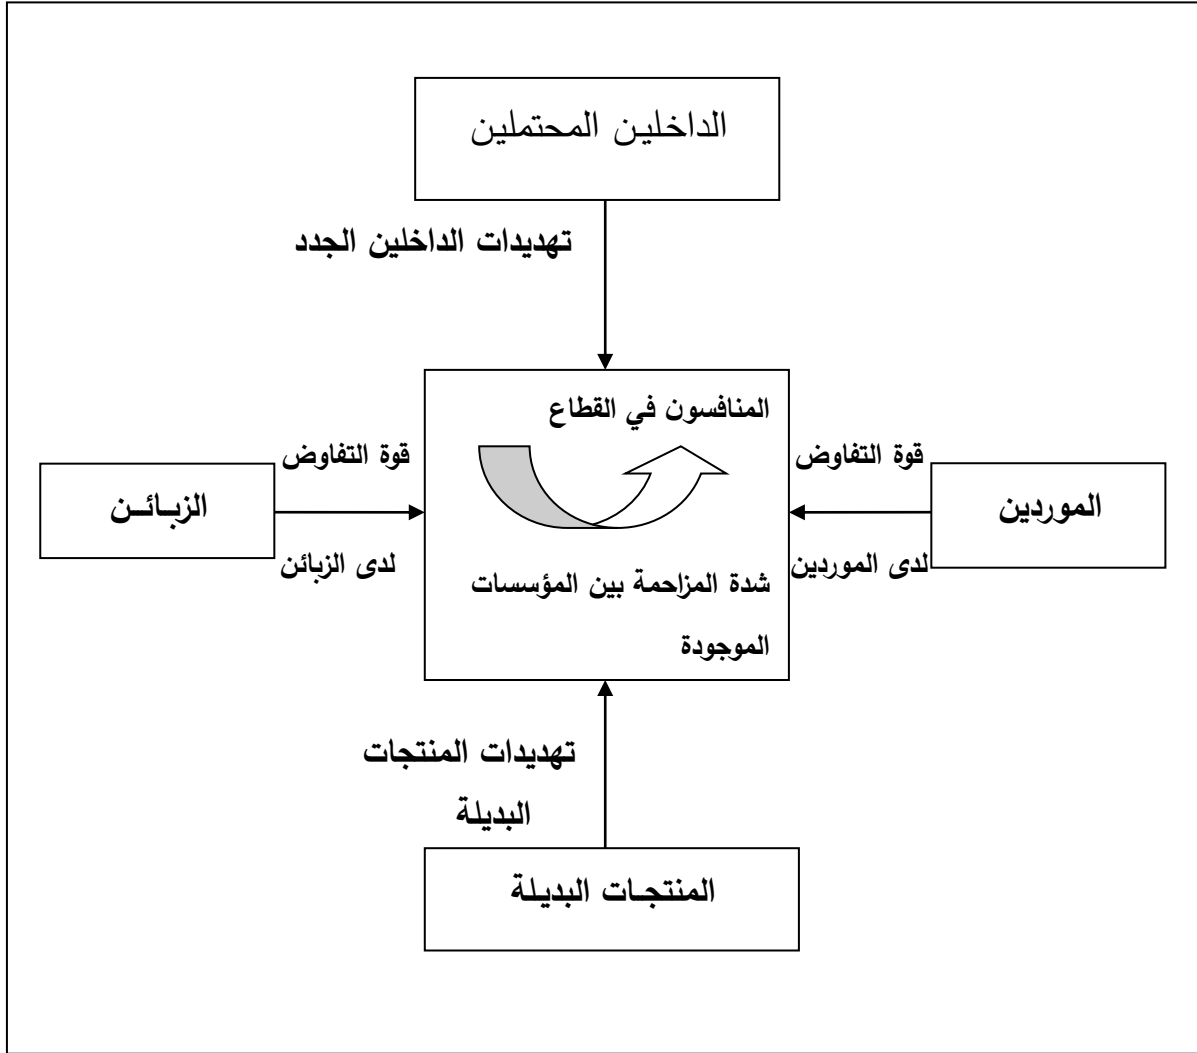 الداخلين المحتملين
تهديدات الداخلين الجدد
المنافسون في القطاع
قوة التفاوض
الموردين
لدى الموردين
قوة التفاوض
الزبائن
لدى الزبائن
شدة المزاحمة بين المؤسسات
الموجودة
تهديدات المنتجات
البديلة
المنتجات البديلة